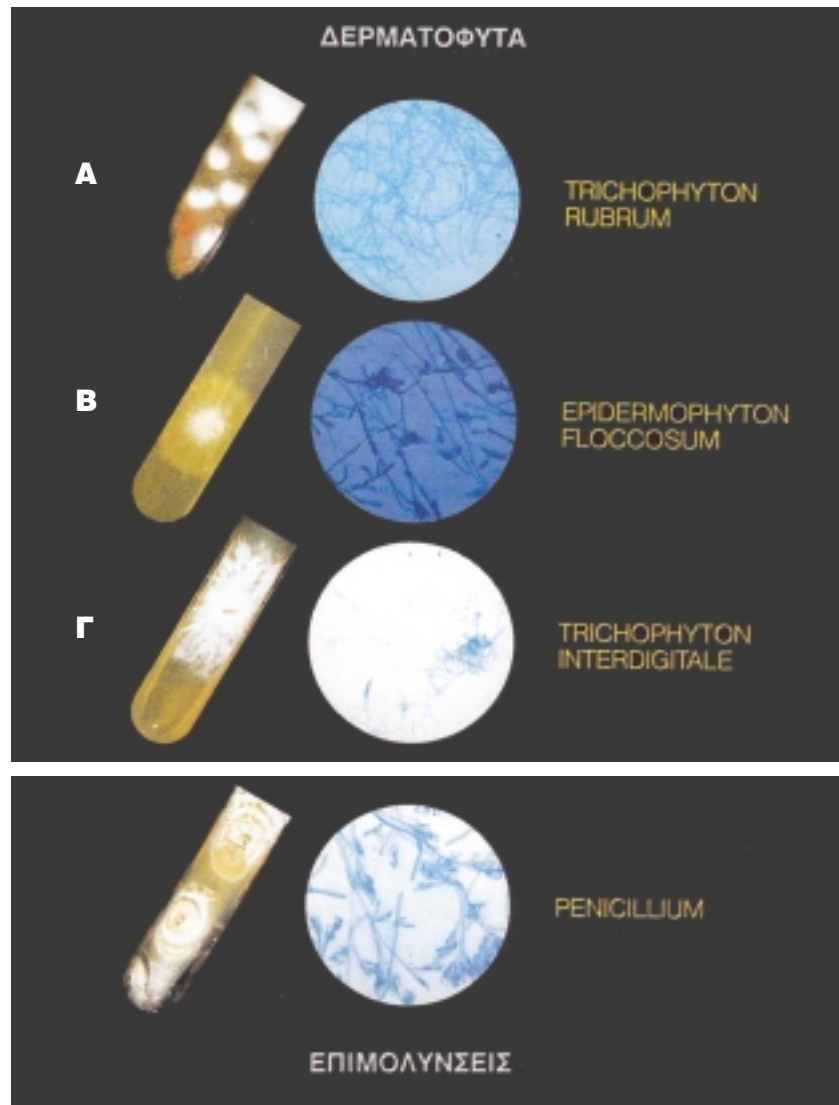 ΔΕΡΜΑΤΟΦΥΤΑ
Α
TRICHOPHYTON
RUBRUM
Β
EPIDERMOPHYTON
FLOCCOSUM
Γ
TRICHOPHYTON
INTERDIGITALE
PENICILLIUM
ΕΠΙΜΟΛΥΝΣΕΙΣ